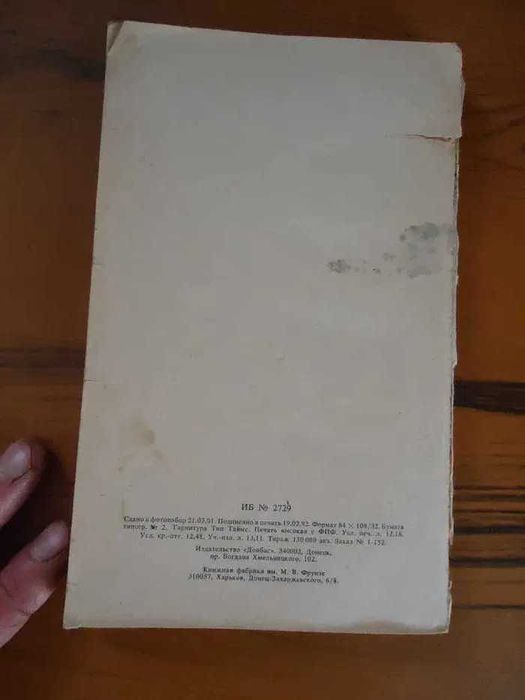 ИБ № 2729
Сдано в фотонабор 21.03.91. Подписано в печать 19.02.92. Формат 84 × 108/32. Бумага
типогр. № 2. Гарнитура Тип Таймс. Печать высокая с ФПФ. Усл. печ. л. 12,18.
Усл. кр.-отт. 12,48. Уч.-изд. л. 13,11. Тираж 130 000 экз. Заказ № 1-152.
Издательство «Донбас». 340002, Донецк,
пр. Богдана Хмельницкого, 102.
Книжная фабрика им. М. В. Фрунзе
310057, Харьков, Донец-Захаржевского, 6/8.